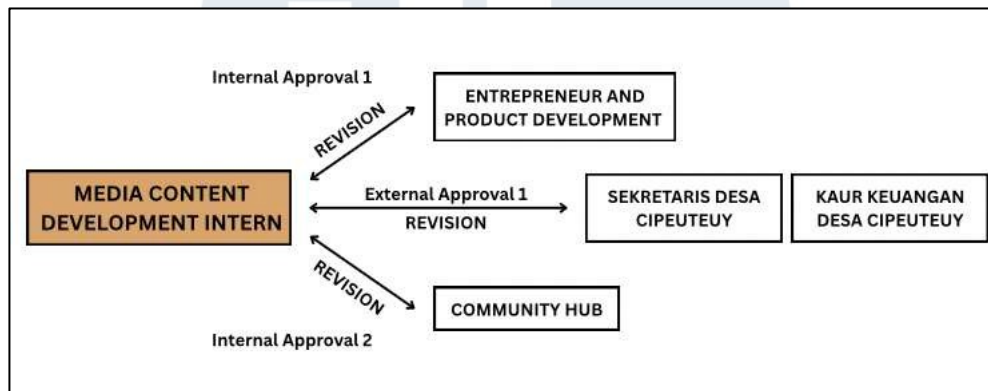 Internal Approval 1
REVISION
ENTREPRENEUR AND
PRODUCT DEVELOPMENT
MEDIA CONTENT
DEVELOPMENT INTERN
External Approval 1
REVISION
SEKRETARIS DESA
CIPEUTEUY
KAUR KEUANGAN
DESA CIPEUTEUY
REVISION
COMMUNITY HUB
Internal Approval 2